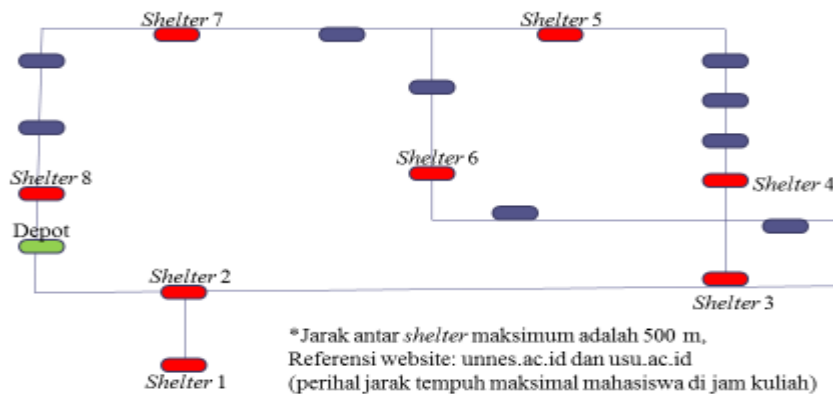 Shelter 7
Shelter 5
Shelter 6
Shelter 8
Shelter 4
Depot
Shelter 2
Shelter 3
*Jarak antar shelter maksimum adalah 500 m,
Referensi website: unnes.ac.id dan usu.ac.id
(perihal jarak tempuh maksimal mahasiswa di jam kuliah)
Shelter 1